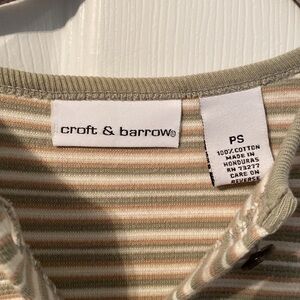 croft & barrow®
PS
100% COTTON
MADE IN
HONDURAS
RN 73277
CARE ON
REVERSE